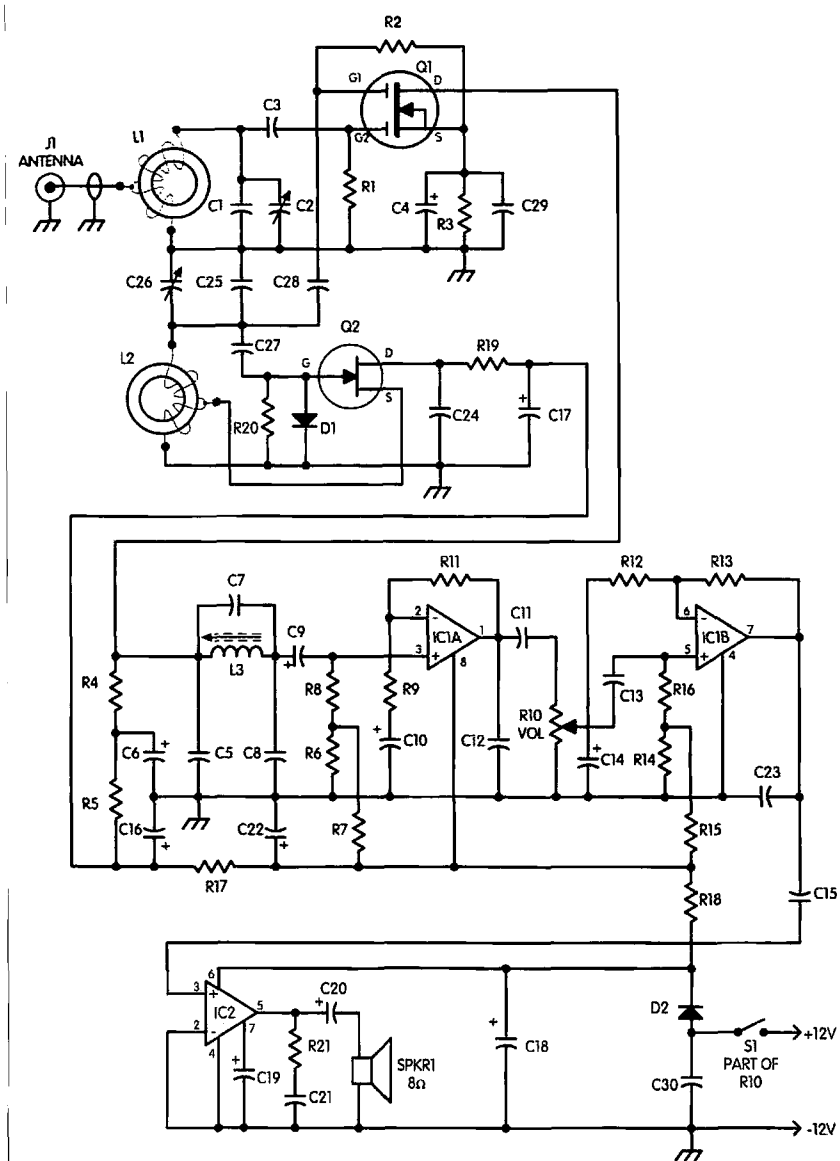 R2
Q1
G1
D
C3
G2
S
J1
ANTENNA
L1
R1
C4
+
R3
C29
C1
C2
C26
C25
C28
Q2
R19
C27
L2
G
D
S
C24
+
C17
R20
D1
R11
R12
R13
C7
C9
+
2
-
IC1A
1
3
+
8
C11
6
-
IC1B
7
5
+
4
L3
R4
R8
R9
R10
VOL
C13
R16
C6
+
C5
C8
R6
+
C10
C12
+
C14
R14
C23
R5
C16
+
C22
+
R7
R15
R17
R18
C15
6
3
+
IC2
5
2
-
7
4
+
C20
R21
+
C19
C21
SPKR1
8Ω
+
C18
D2
S1
PART OF
R10
+12V
C30
-12V